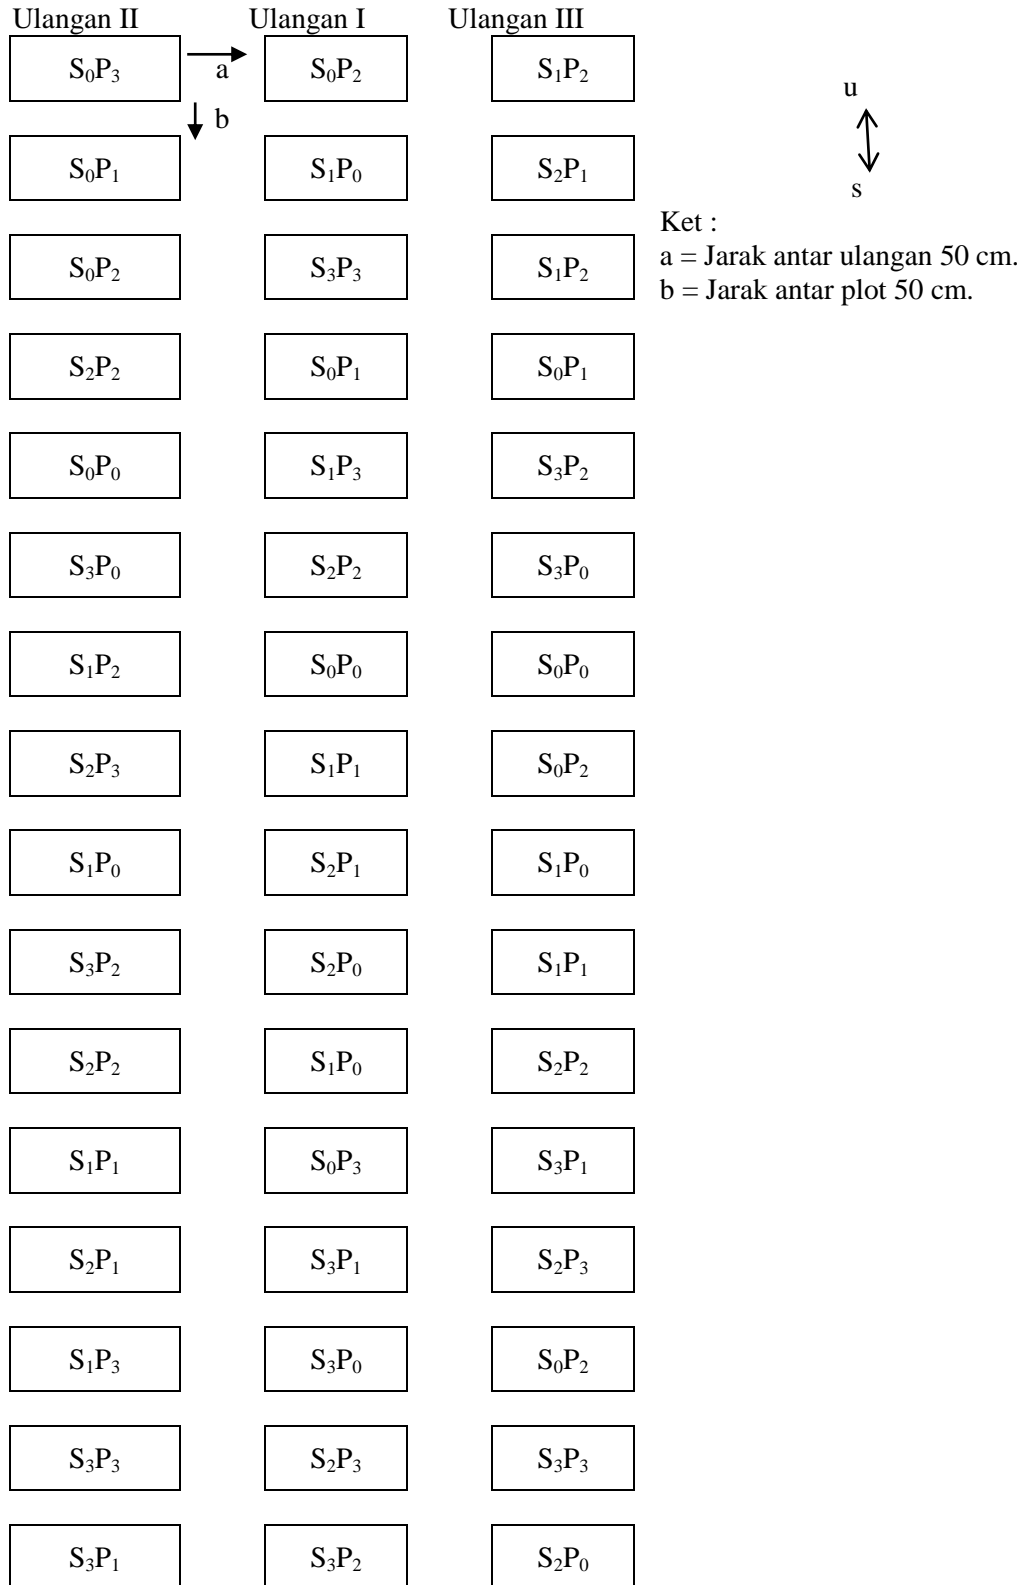 Ulangan II Ulangan I Ulangan III
S₀P₃ a S₀P₂ S₁P₂
u
b
S₀P₁ S₁P₀ S₂P₁
s
Ket :
S₀P₂ S₃P₃ S₁P₂ a = Jarak antar ulangan 50 cm.
b = Jarak antar plot 50 cm.
S₂P₂ S₀P₁ S₀P₁
S₀P₀ S₁P₃ S₃P₂
S₃P₀ S₂P₂ S₃P₀
S₁P₂ S₀P₀ S₀P₀
S₂P₃ S₁P₁ S₀P₂
S₁P₀ S₂P₁ S₁P₀
S₃P₂ S₂P₀ S₁P₁
S₂P₂ S₁P₀ S₂P₂
S₁P₁ S₀P₃ S₃P₁
S₂P₁ S₃P₁ S₂P₃
S₁P₃ S₃P₀ S₀P₂
S₃P₃ S₂P₃ S₃P₃
S₃P₁ S₃P₂ S₂P₀